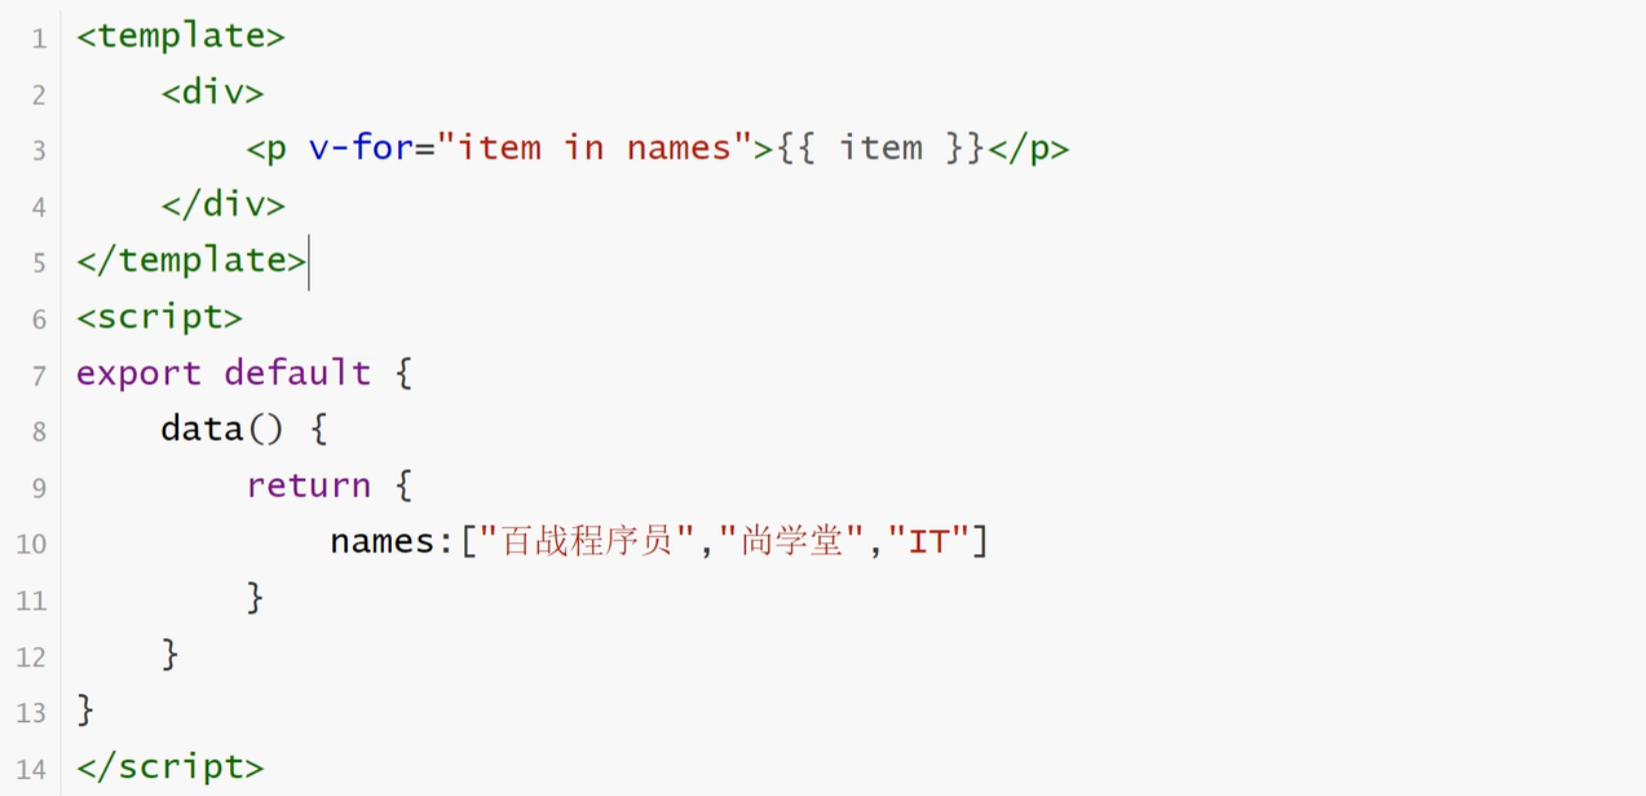 1 <template>
2     <div>
3         <p v-for="item in names">{{ item }}</p>
4     </div>
5 </template>
6 <script>
7 export default {
8     data() {
9         return {
10             names:["百战程序员","尚学堂","IT"]
11         }
12     }
13 }
14 </script>